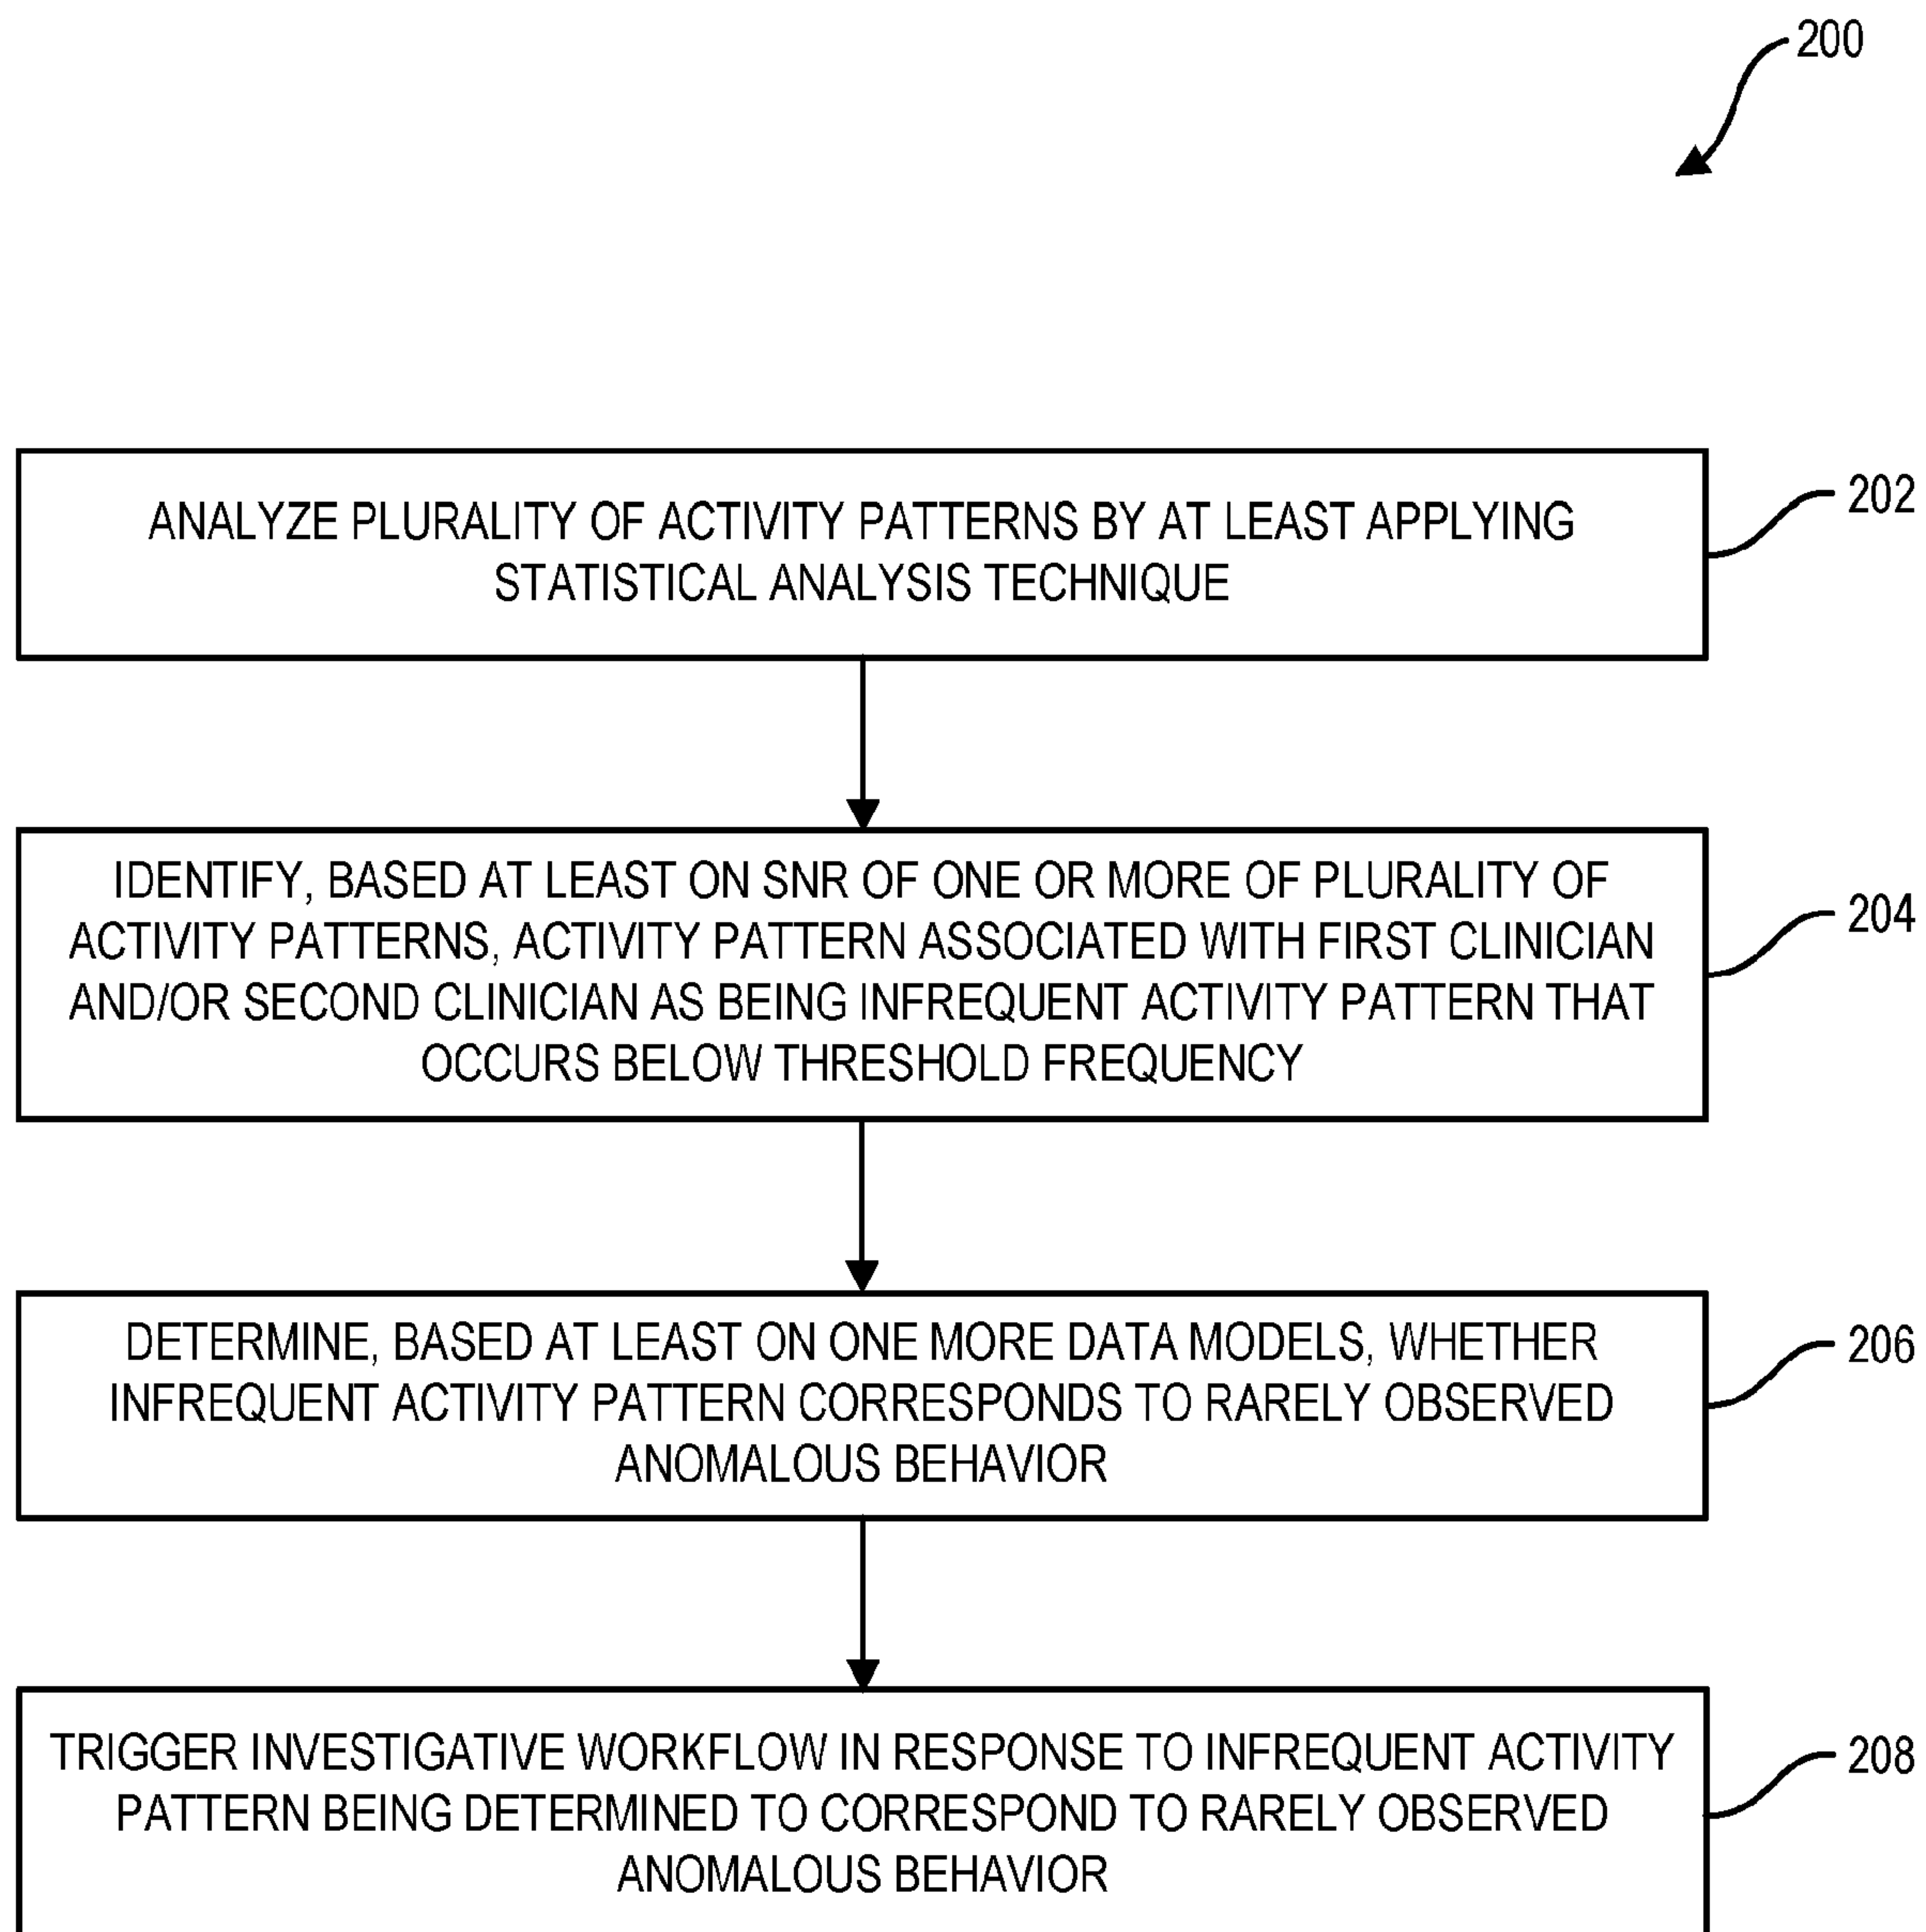 200
ANALYZE PLURALITY OF ACTIVITY PATTERNS BY AT LEAST APPLYING
STATISTICAL ANALYSIS TECHNIQUE
202
IDENTIFY, BASED AT LEAST ON SNR OF ONE OR MORE OF PLURALITY OF
ACTIVITY PATTERNS, ACTIVITY PATTERN ASSOCIATED WITH FIRST CLINICIAN
AND/OR SECOND CLINICIAN AS BEING INFREQUENT ACTIVITY PATTERN THAT
OCCURS BELOW THRESHOLD FREQUENCY
204
DETERMINE, BASED AT LEAST ON ONE MORE DATA MODELS, WHETHER
INFREQUENT ACTIVITY PATTERN CORRESPONDS TO RARELY OBSERVED
ANOMALOUS BEHAVIOR
206
TRIGGER INVESTIGATIVE WORKFLOW IN RESPONSE TO INFREQUENT ACTIVITY
PATTERN BEING DETERMINED TO CORRESPOND TO RARELY OBSERVED
ANOMALOUS BEHAVIOR
208